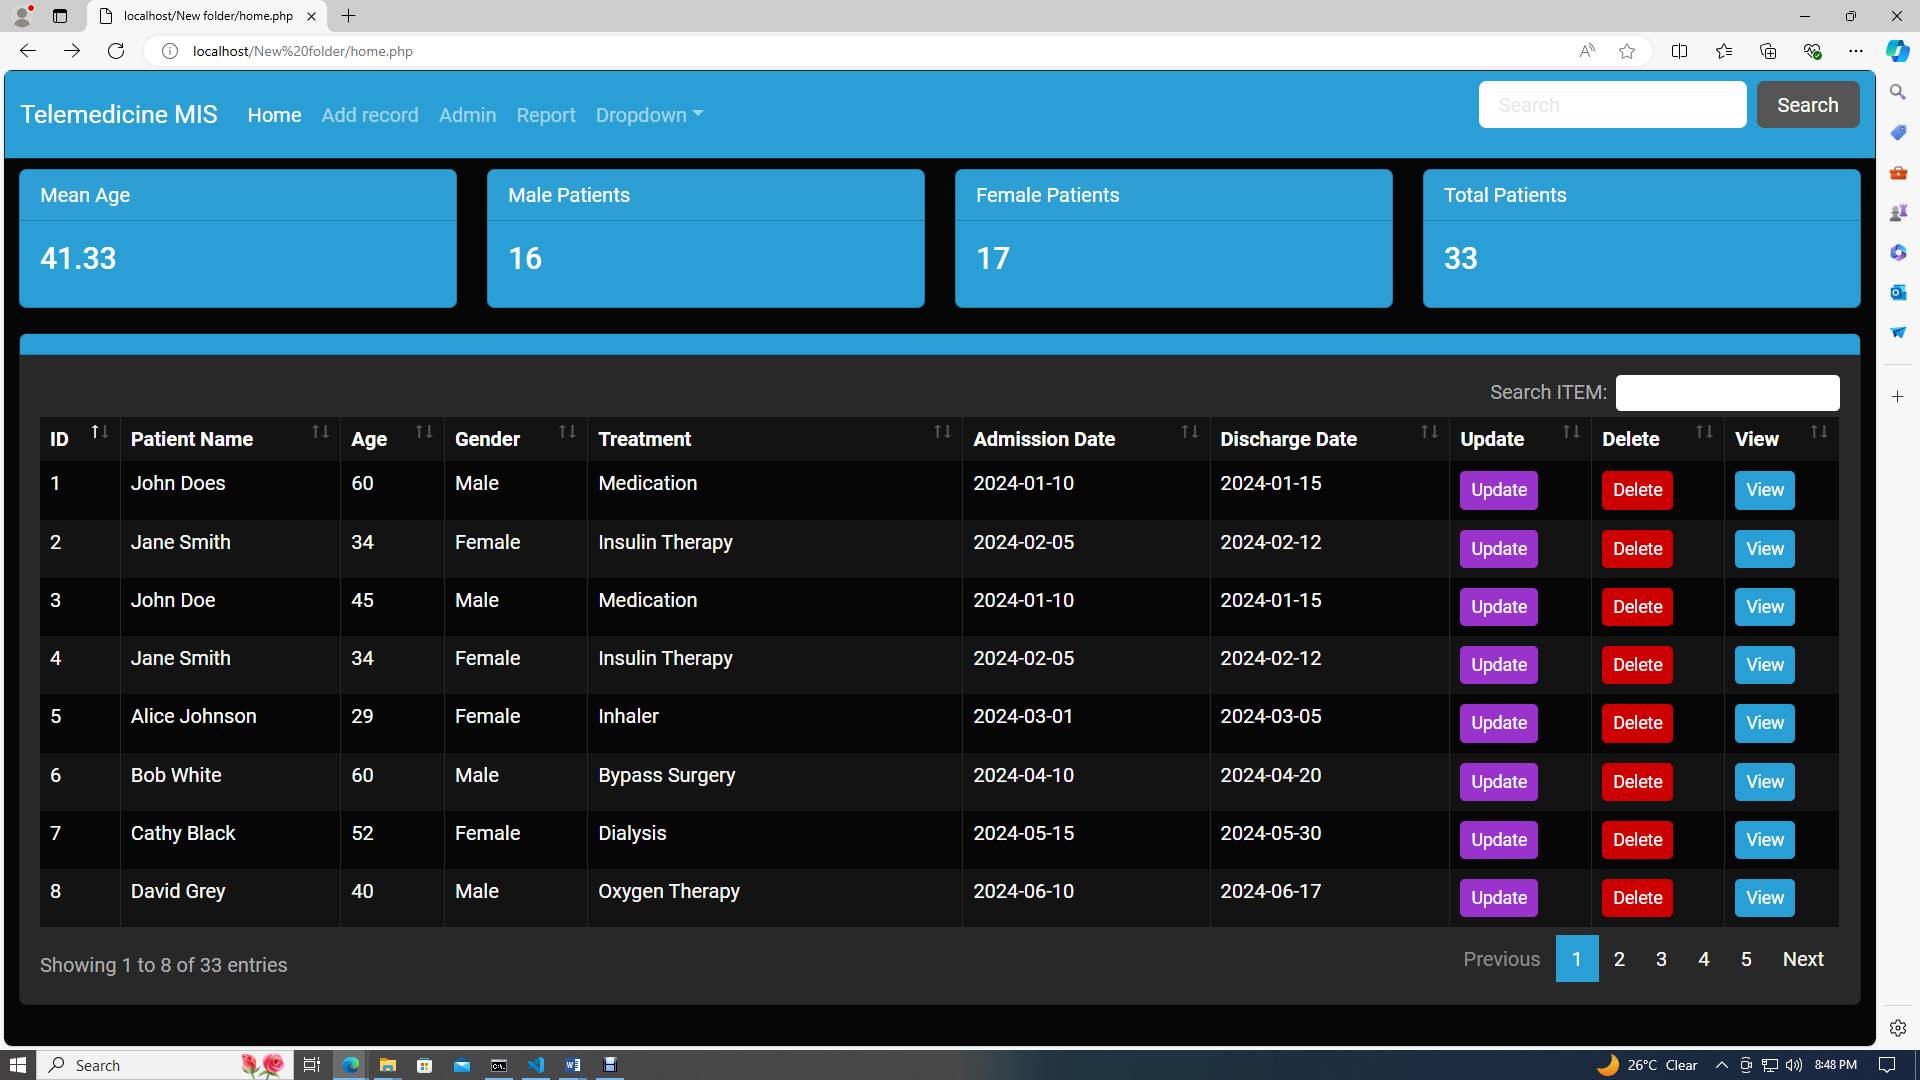 localhost/New folder/home.php
localhost/New%20folder/home.php
Telemedicine MIS Home Add record Admin Report Dropdown Search Search
Mean Age Male Patients Female Patients Total Patients
41.33 16 17 33
Search ITEM:
ID Patient Name Age Gender Treatment Admission Date Discharge Date Update Delete View
1 John Does 60 Male Medication 2024-01-10 2024-01-15 Update Delete View
2 Jane Smith 34 Female Insulin Therapy 2024-02-05 2024-02-12 Update Delete View
3 John Doe 45 Male Medication 2024-01-10 2024-01-15 Update Delete View
4 Jane Smith 34 Female Insulin Therapy 2024-02-05 2024-02-12 Update Delete View
5 Alice Johnson 29 Female Inhaler 2024-03-01 2024-03-05 Update Delete View
6 Bob White 60 Male Bypass Surgery 2024-04-10 2024-04-20 Update Delete View
7 Cathy Black 52 Female Dialysis 2024-05-15 2024-05-30 Update Delete View
8 David Grey 40 Male Oxygen Therapy 2024-06-10 2024-06-17 Update Delete View
Showing 1 to 8 of 33 entries Previous 1 2 3 4 5 Next
Search 26°C Clear 8:48 PM